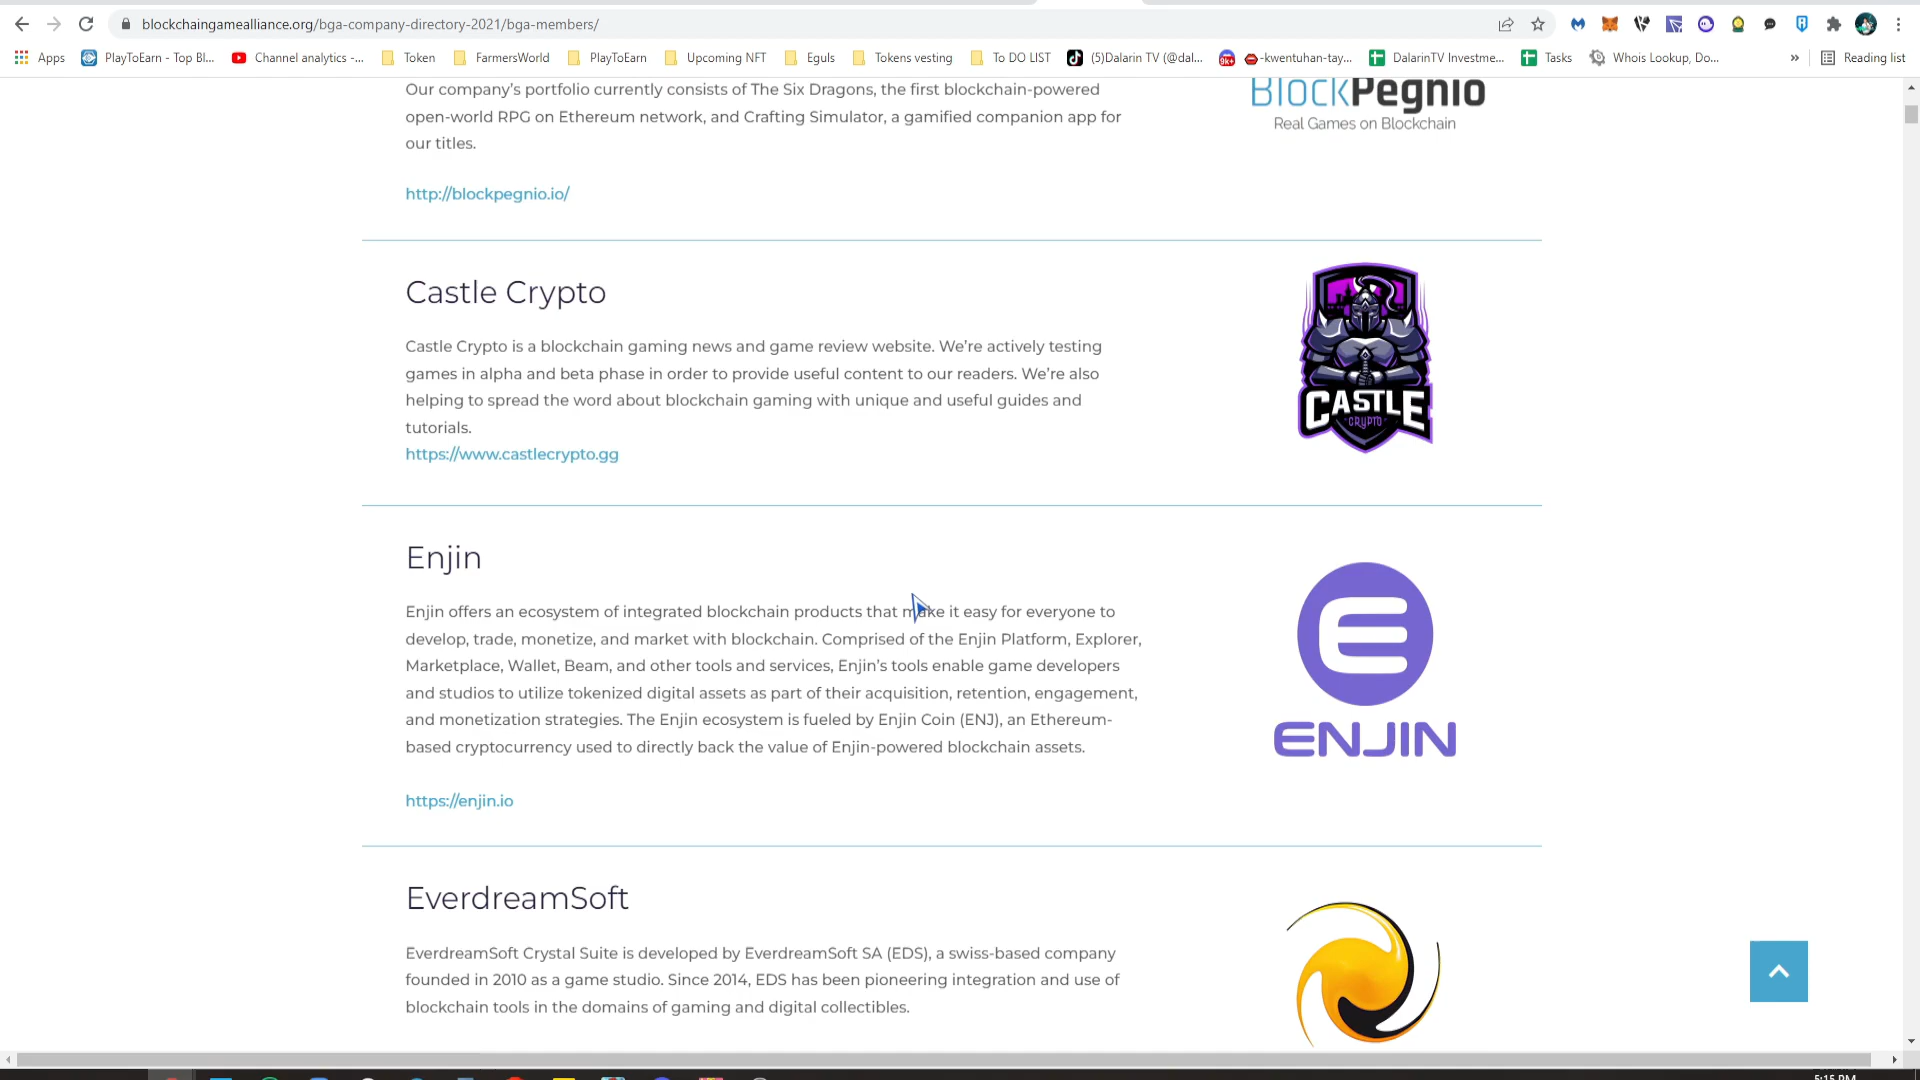 blockchaingamealliance.org/bga-company-directory-2021/bga-members/
Apps PlayToEarn - Top Bl... Channel analytics -... Token FarmersWorld PlayToEarn Upcoming NFT Eguls Tokens vesting To DO LIST (5)Dalarin TV (@dal... 9k+ -kwentuhan-tay... DalarinTV Investme... Tasks Whois Lookup, Do... » Reading list
Our company's portfolio currently consists of The Six Dragons, the first blockchain-powered
open-world RPG on Ethereum network, and Crafting Simulator, a gamified companion app for
our titles.
http://blockpegnio.io/
BlockPegnio
Real Games on Blockchain
Castle Crypto
Castle Crypto is a blockchain gaming news and game review website. We're actively testing
games in alpha and beta phase in order to provide useful content to our readers. We're also
helping to spread the word about blockchain gaming with unique and useful guides and
tutorials.
https://www.castlecrypto.gg
CASTLE
CRYPTO
Enjin
Enjin offers an ecosystem of integrated blockchain products that make it easy for everyone to
develop, trade, monetize, and market with blockchain. Comprised of the Enjin Platform, Explorer,
Marketplace, Wallet, Beam, and other tools and services, Enjin's tools enable game developers
and studios to utilize tokenized digital assets as part of their acquisition, retention, engagement,
and monetization strategies. The Enjin ecosystem is fueled by Enjin Coin (ENJ), an Ethereum-
based cryptocurrency used to directly back the value of Enjin-powered blockchain assets.
https://enjin.io
ENJIN
EverdreamSoft
EverdreamSoft Crystal Suite is developed by EverdreamSoft SA (EDS), a swiss-based company
founded in 2010 as a game studio. Since 2014, EDS has been pioneering integration and use of
blockchain tools in the domains of gaming and digital collectibles.
5:15 PM